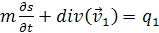 m ∂s/∂t + div(v⃗₁) = q₁